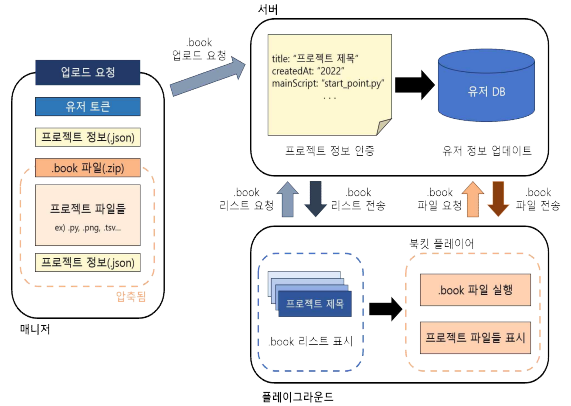 서버
.book
업로드 요청
업로드 요청
유저 토큰
프로젝트 정보(.json)
.book 파일(.zip)
프로젝트 파일들
ex) .py, .png, .tsv...
프로젝트 정보(.json)
압축됨
매니저
title: "프로젝트 제목"
createdAt: "2022"
mainScript: "start_point.py"
. . .
프로젝트 정보 인증
유저 DB
유저 정보 업데이트
.book
리스트 요청
.book
리스트 전송
.book
파일 요청
.book
파일 전송
프로젝트 제목
.book 리스트 표시
북킷 플레이어
.book 파일 실행
프로젝트 파일들 표시
플레이그라운드